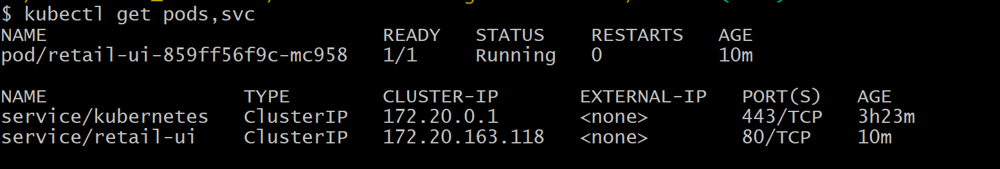 $ kubectl get pods,svc
NAME READY STATUS RESTARTS AGE
pod/retail-ui-859ff56f9c-mc958 1/1 Running 0 10m
NAME TYPE CLUSTER-IP EXTERNAL-IP PORT(S) AGE
service/kubernetes ClusterIP 172.20.0.1 <none> 443/TCP 3h23m
service/retail-ui ClusterIP 172.20.163.118 <none> 80/TCP 10m